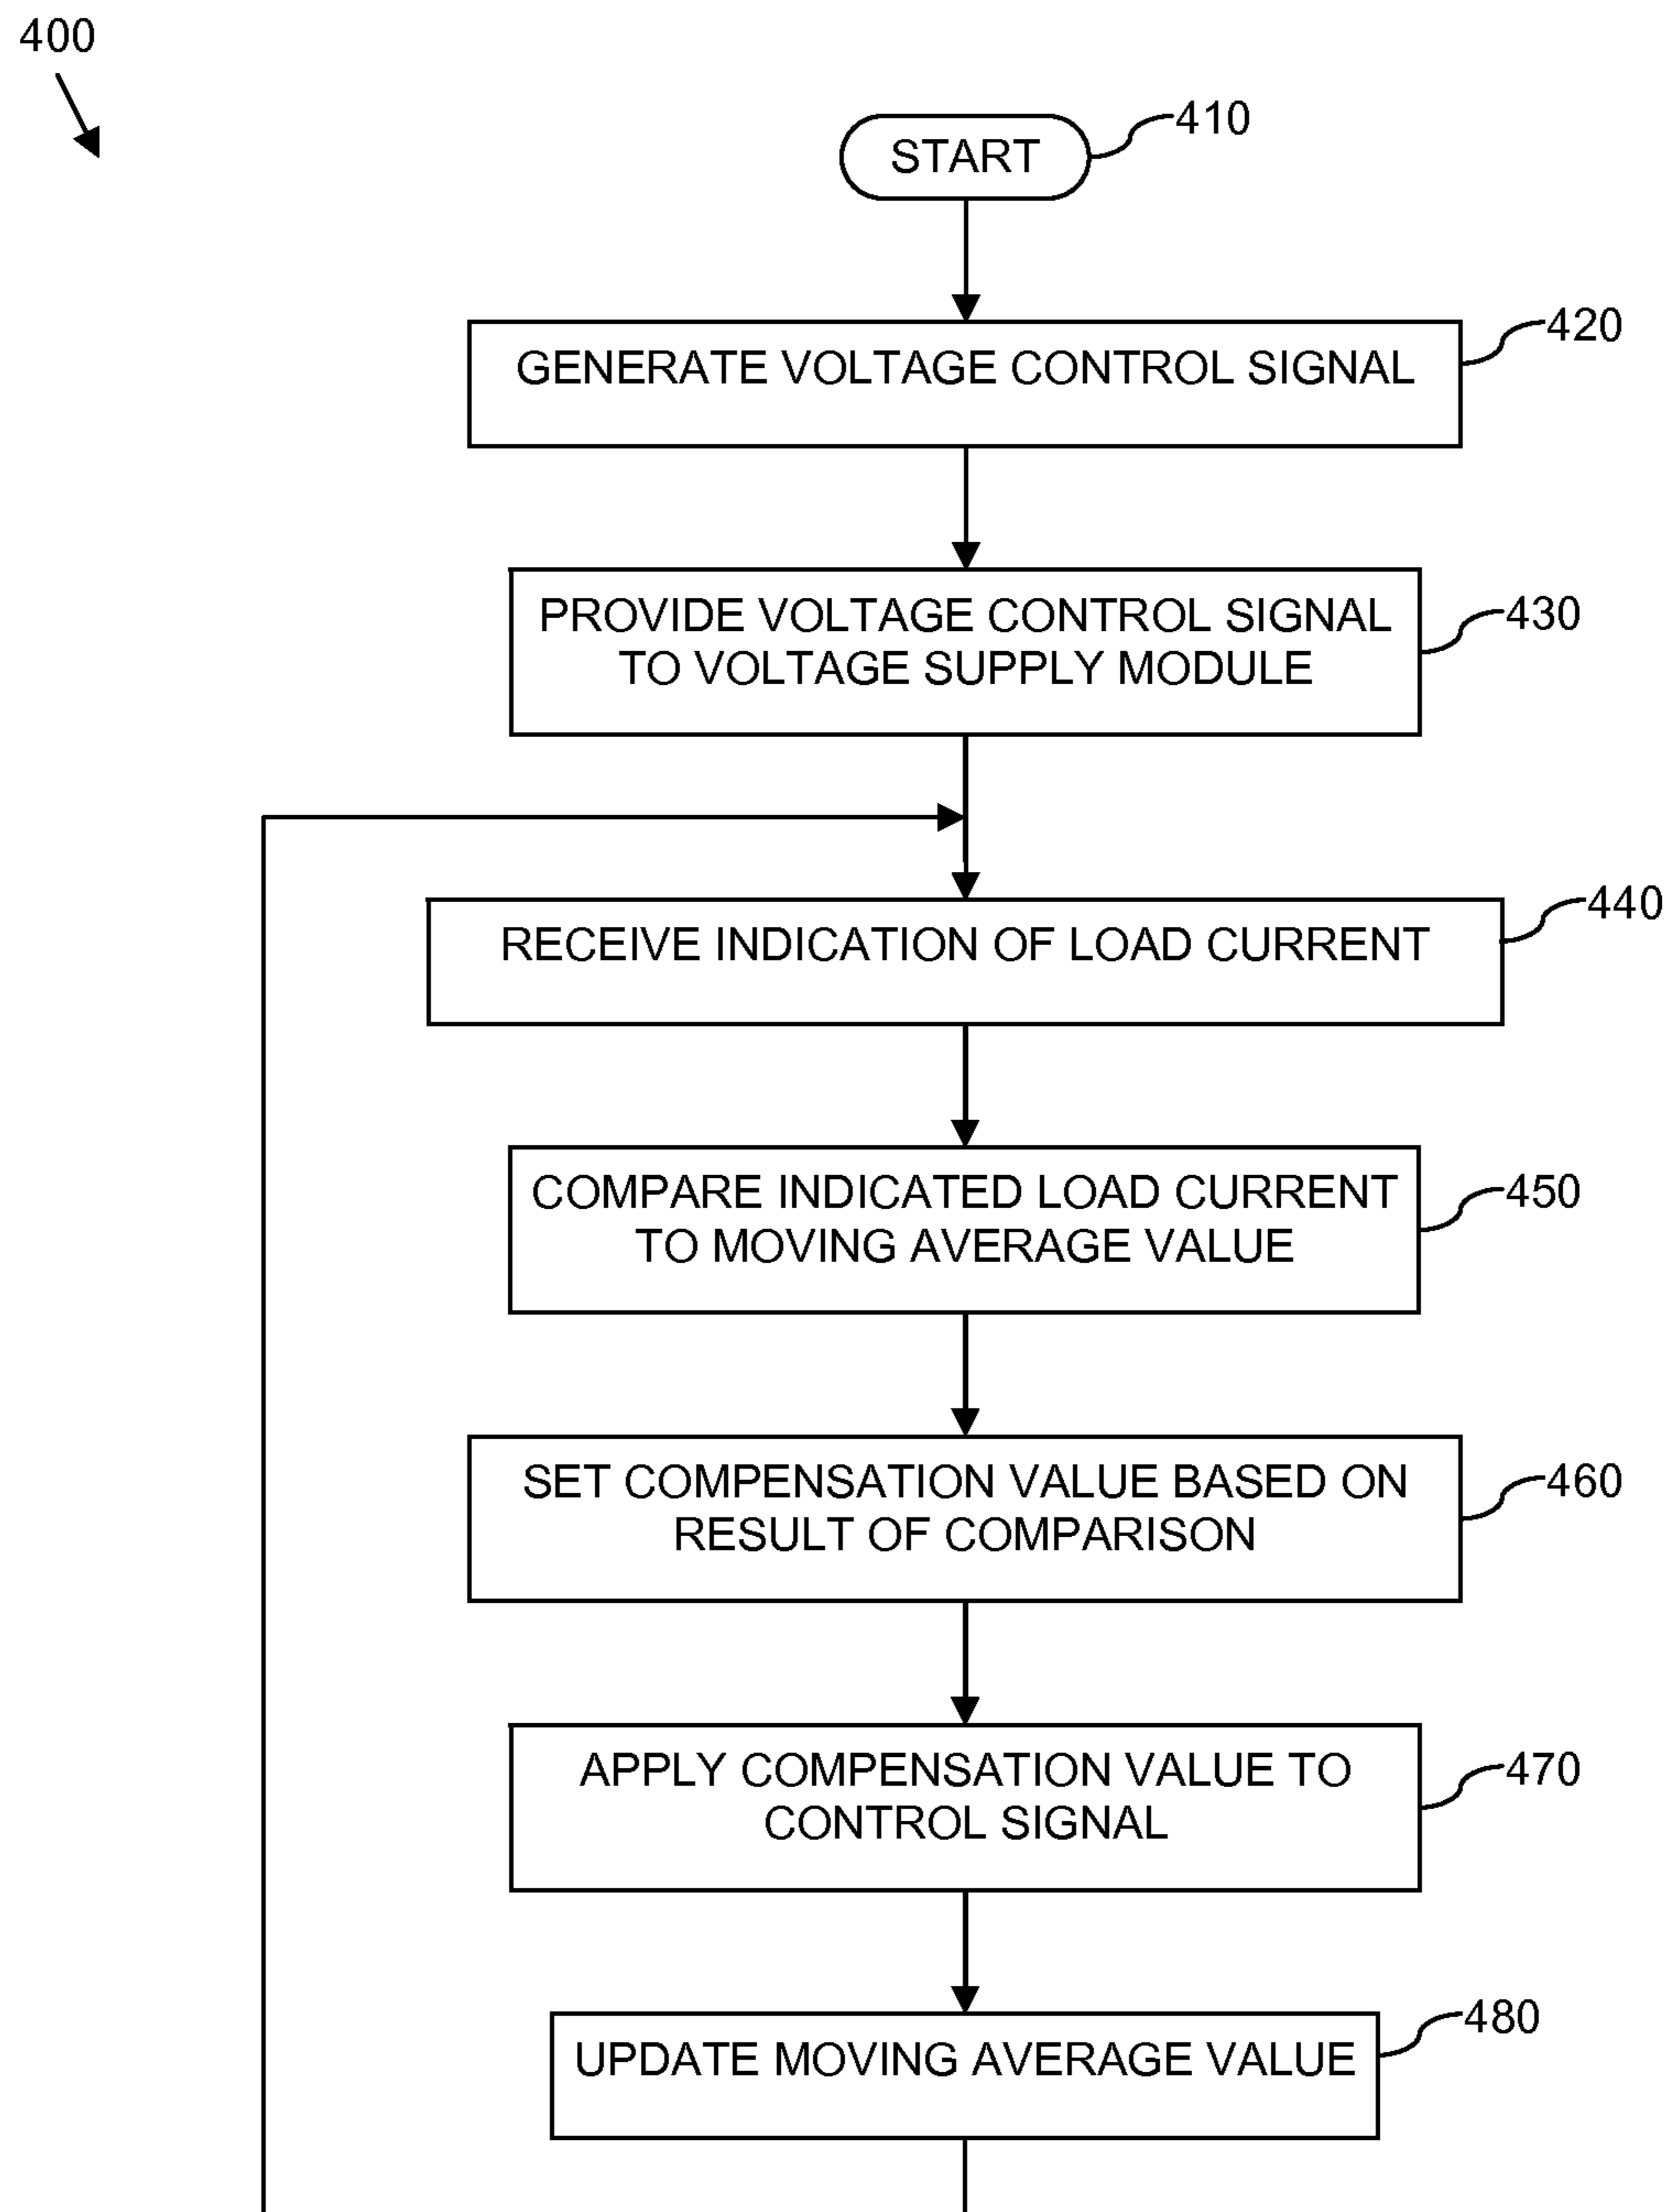 400
START
410
GENERATE VOLTAGE CONTROL SIGNAL
420
PROVIDE VOLTAGE CONTROL SIGNAL
TO VOLTAGE SUPPLY MODULE
430
RECEIVE INDICATION OF LOAD CURRENT
440
COMPARE INDICATED LOAD CURRENT
TO MOVING AVERAGE VALUE
450
SET COMPENSATION VALUE BASED ON
RESULT OF COMPARISON
460
APPLY COMPENSATION VALUE TO
CONTROL SIGNAL
470
UPDATE MOVING AVERAGE VALUE
480